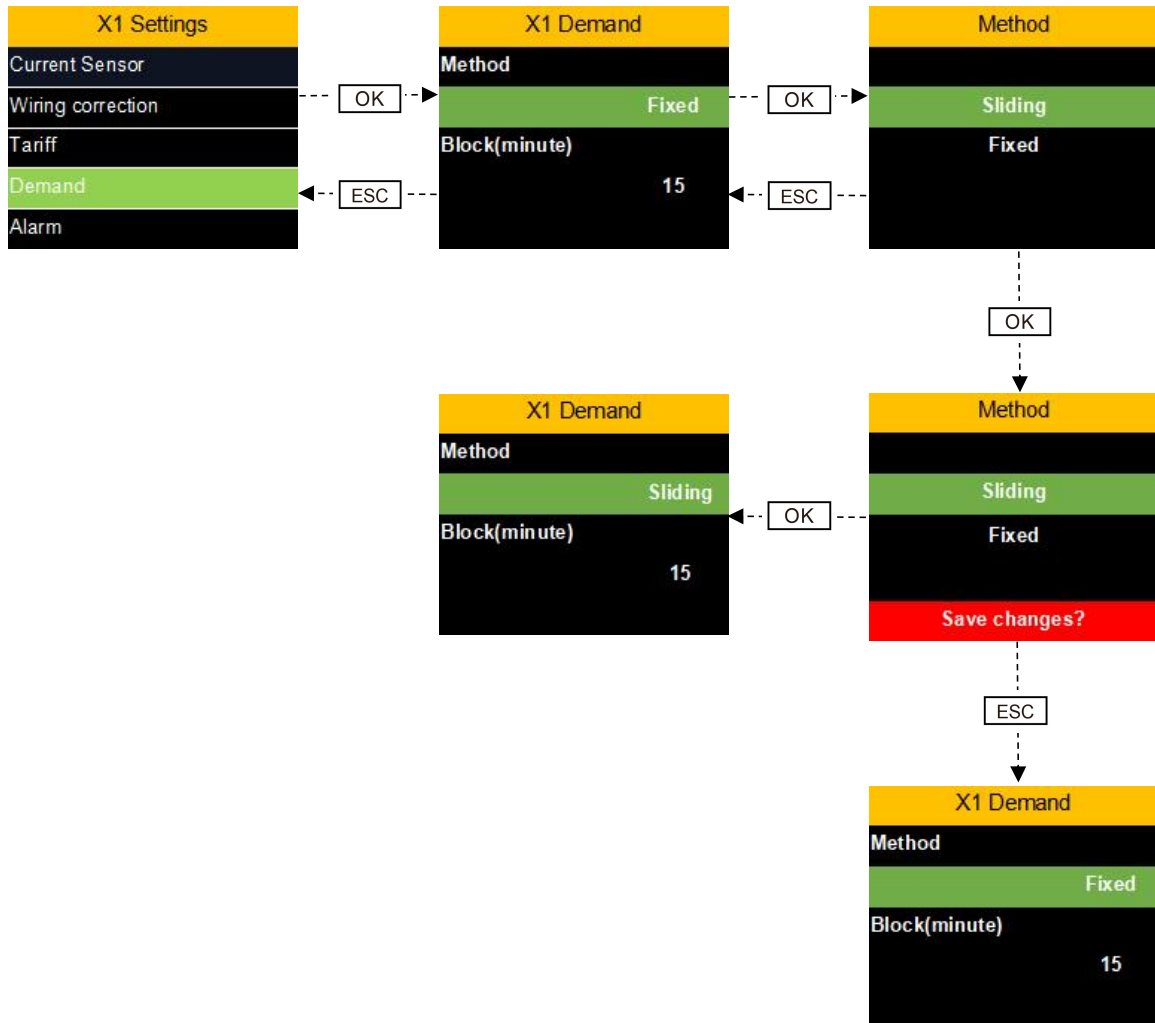 X1 Settings
Current Sensor
Wiring correction
Tariff
Demand
Alarm
OK
ESC
X1 Demand
Method
Fixed
Block(minute)
15
OK
ESC
Method
Sliding
Fixed
OK
X1 Demand
Method
Sliding
Block(minute)
15
OK
Method
Sliding
Fixed
Save changes?
ESC
X1 Demand
Method
Fixed
Block(minute)
15